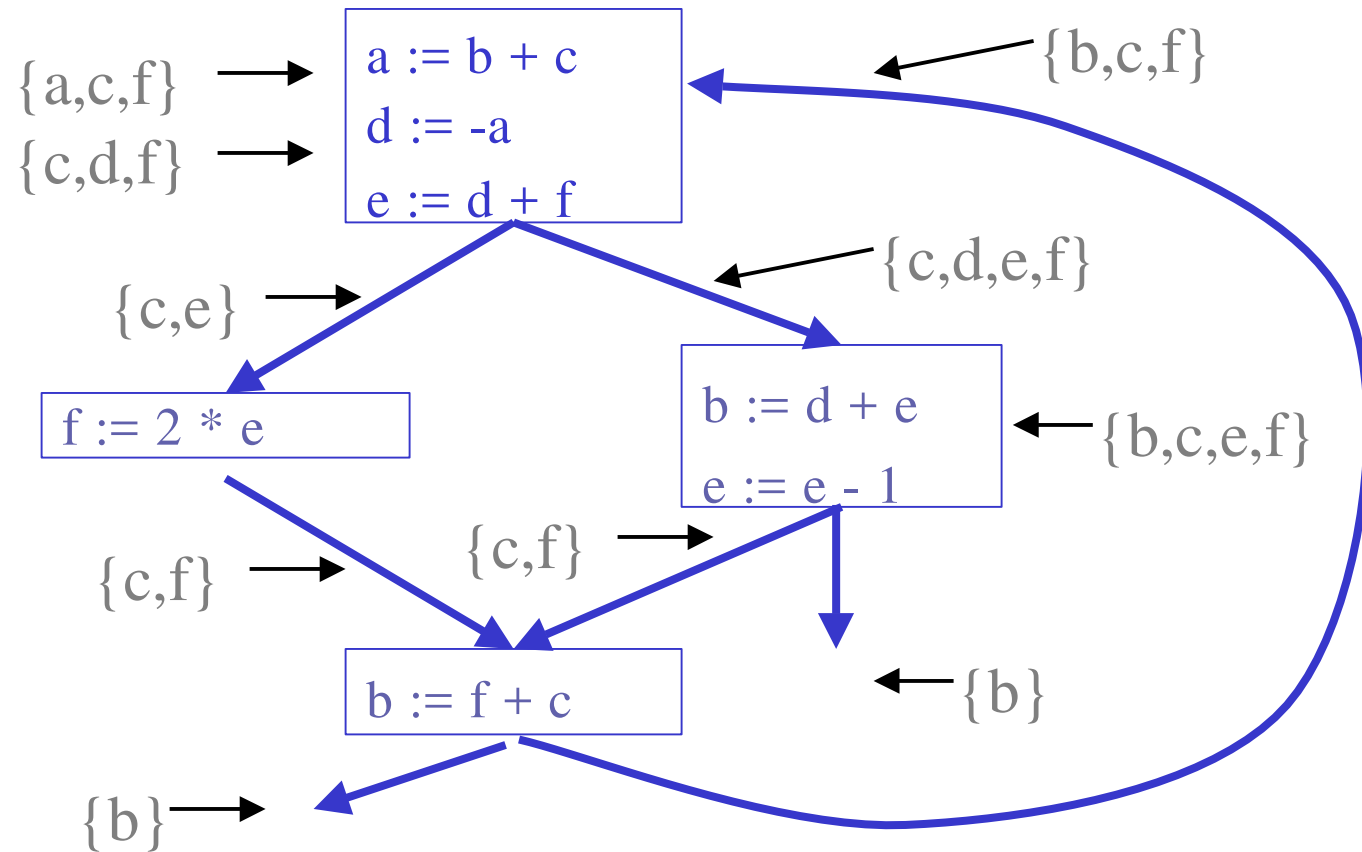 {b,c,f}
a := b + c
{a,c,f}
d := -a
{c,d,f}
e := d + f
{c,d,e,f}
{c,e}
b := d + e
f := 2 * e
{b,c,e,f}
e := e - 1
{c,f}
{c,f}
b := f + c
{b}
{b}